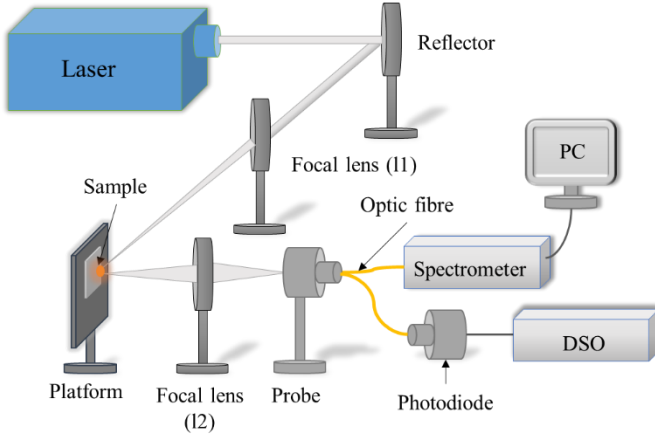 Laser
Reflector
PC
Focal lens (l1)
Sample
Optic fibre
Spectrometer
DSO
Platform
Focal lens
(l2)
Probe
Photodiode